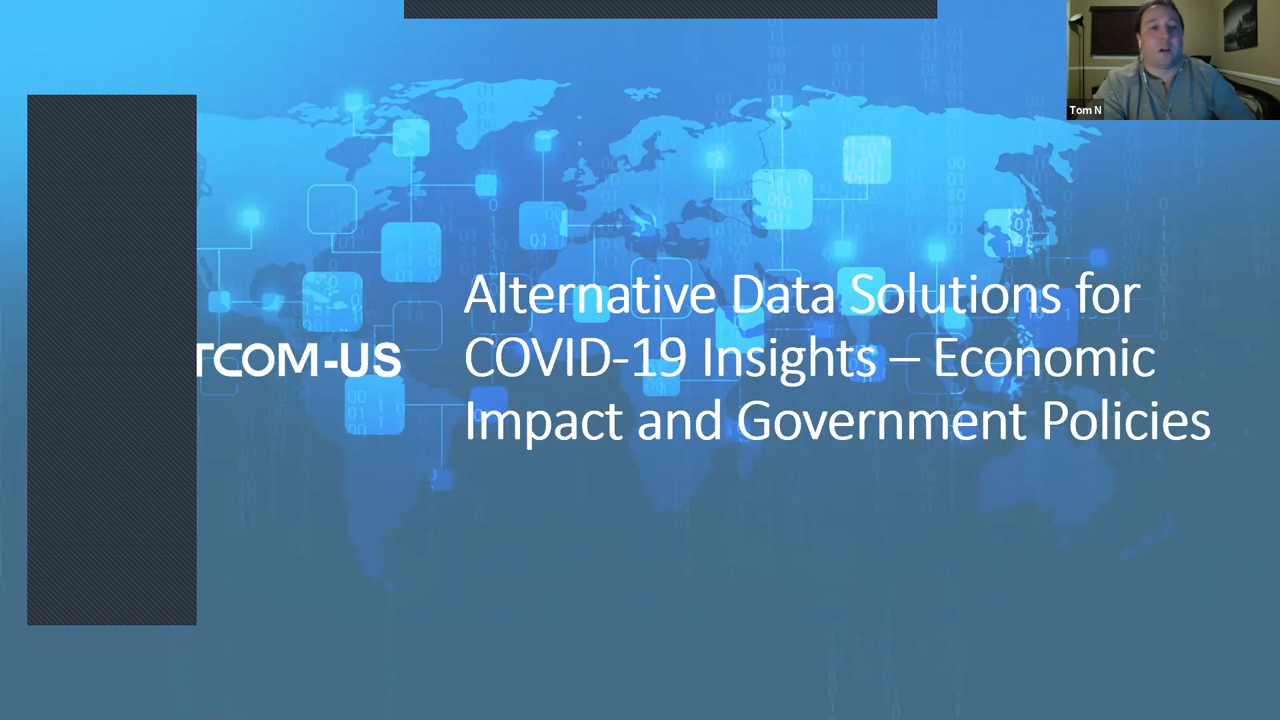 Tom N
Alternative Data Solutions for
TCOM-US
COVID-19 Insights – Economic
Impact and Government Policies